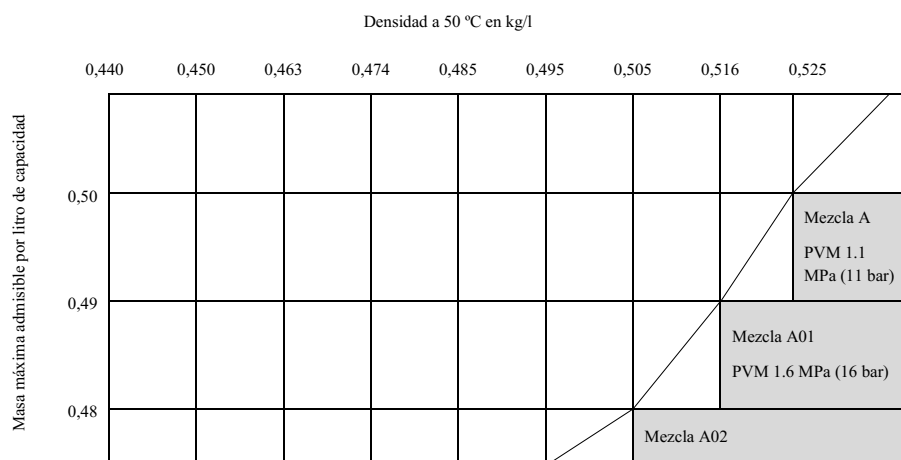 Densidad a 50 ºC en kg/l
0,440 0,450 0,463 0,474 0,485 0,495 0,505 0,516 0,525
Masa máxima admisible por litro de capacidad
0,50
Mezcla A
PVM 1.1
MPa (11 bar)
0,49
Mezcla A01
PVM 1.6 MPa (16 bar)
0,48
Mezcla A02